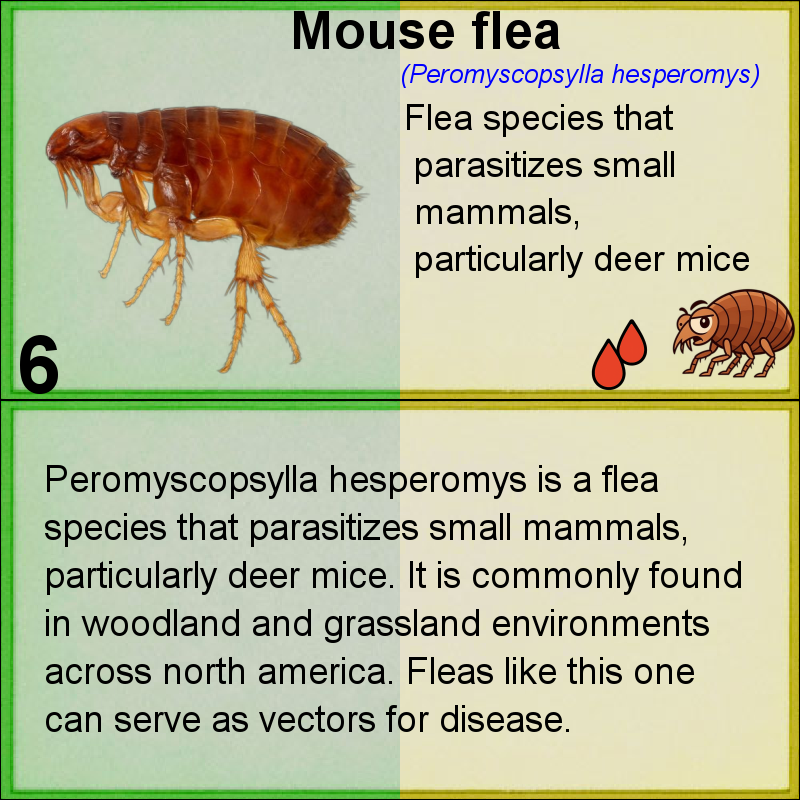 Mouse flea
(Peromyscopsylla hesperomys)
Flea species that
parasitizes small
mammals,
particularly deer mice
6
Peromyscopsylla hesperomys is a flea
species that parasitizes small mammals,
particularly deer mice. It is commonly found
in woodland and grassland environments
across north america. Fleas like this one
can serve as vectors for disease.